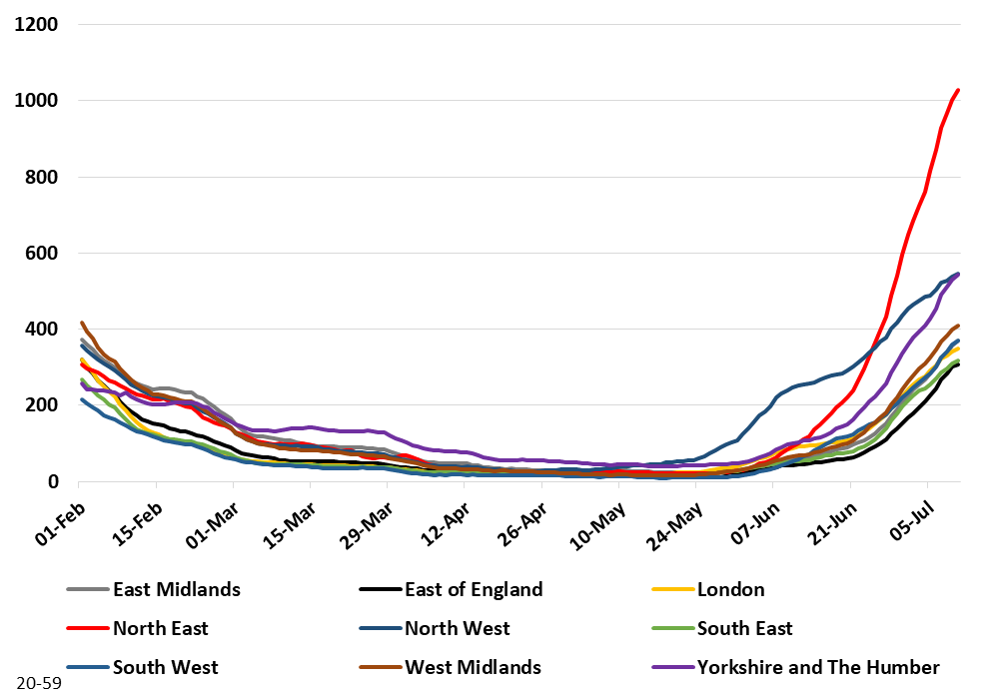 1200
1000
800
600
400
200
0
01-Feb 15-Feb 01-Mar 15-Mar 29-Mar 12-Apr 26-Apr 10-May 24-May 07-Jun 21-Jun 05-Jul
East Midlands East of England London
North East North West South East
South West West Midlands Yorkshire and The Humber
20-59